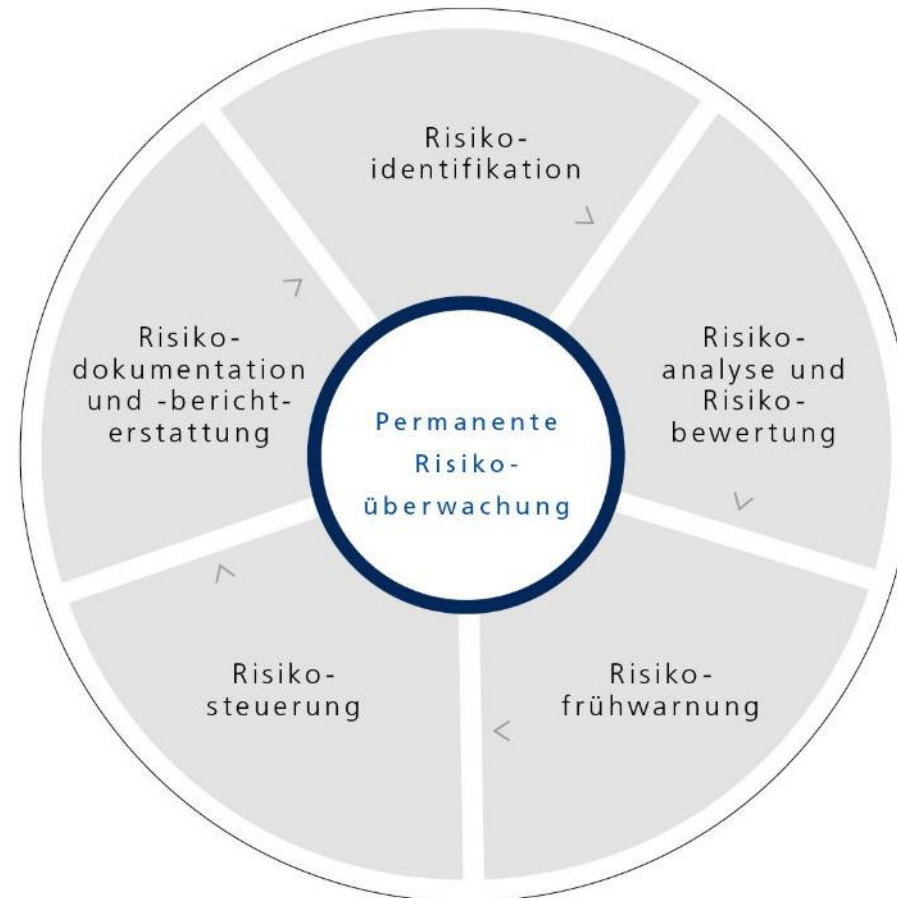 Risiko-
identifikation
Risiko-
analyse und
Risiko-
bewertung
Risiko-
frühwarnung
Risiko-
steuerung
Risiko-
dokumentation
und -bericht-
erstattung
Permanente
Risiko-
überwachung